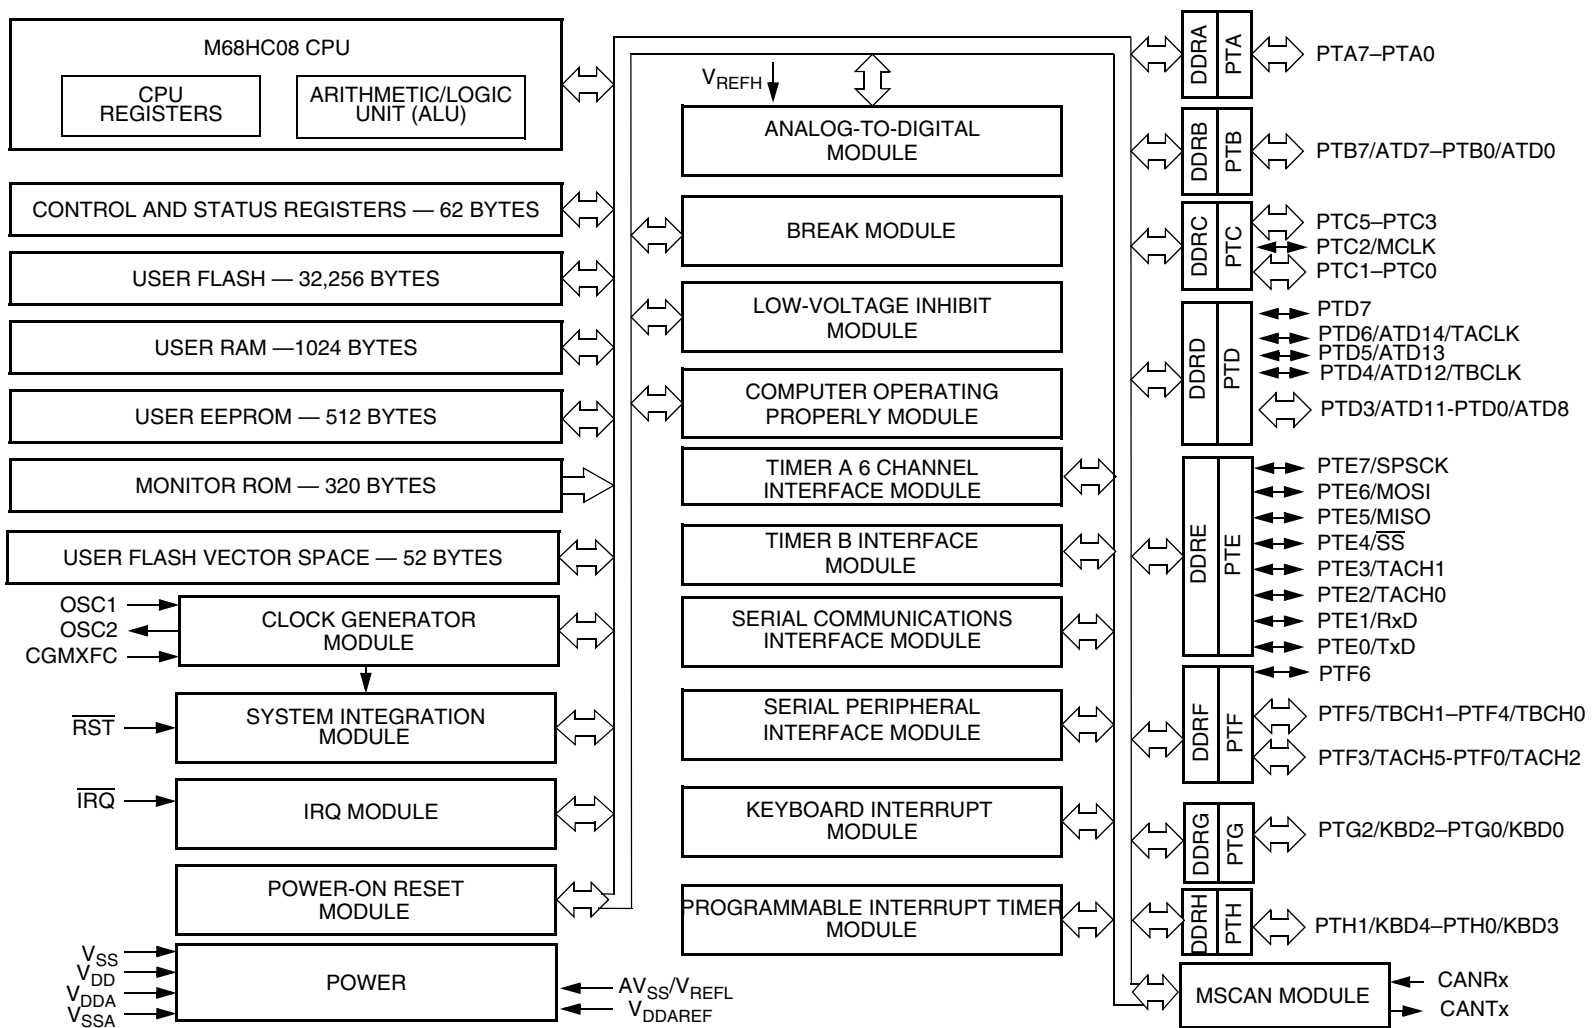 M68HC08 CPU
CPU
REGISTERS
ARITHMETIC/LOGIC
UNIT (ALU)
CONTROL AND STATUS REGISTERS — 62 BYTES
USER FLASH — 32,256 BYTES
USER RAM —1024 BYTES
USER EEPROM — 512 BYTES
MONITOR ROM — 320 BYTES
USER FLASH VECTOR SPACE — 52 BYTES
OSC1
OSC2
CGMXFC
CLOCK GENERATOR
MODULE
RST
SYSTEM INTEGRATION
MODULE
IRQ
IRQ MODULE
POWER-ON RESET
MODULE
VSS
VDD
VDDA
VSSA
POWER
AVSS/VREFL
VDDAREF
VREFH
ANALOG-TO-DIGITAL
MODULE
BREAK MODULE
LOW-VOLTAGE INHIBIT
MODULE
COMPUTER OPERATING
PROPERLY MODULE
TIMER A 6 CHANNEL
INTERFACE MODULE
TIMER B INTERFACE
MODULE
SERIAL COMMUNICATIONS
INTERFACE MODULE
SERIAL PERIPHERAL
INTERFACE MODULE
KEYBOARD INTERRUPT
MODULE
PROGRAMMABLE INTERRUPT TIMER
MODULE
DDRA
PTA
PTA7–PTA0
DDRB
PTB
PTB7/ATD7–PTB0/ATD0
DDRC
PTC
PTC5–PTC3
PTC2/MCLK
PTC1–PTC0
DDRD
PTD
PTD7
PTD6/ATD14/TACLK
PTD5/ATD13
PTD4/ATD12/TBCLK
PTD3/ATD11-PTD0/ATD8
DDRE
PTE
PTE7/SPSCK
PTE6/MOSI
PTE5/MISO
PTE4/SS
PTE3/TACH1
PTE2/TACH0
PTE1/RxD
PTE0/TxD
DDRF
PTF
PTF6
PTF5/TBCH1–PTF4/TBCH0
PTF3/TACH5-PTF0/TACH2
DDRG
PTG
PTG2/KBD2–PTG0/KBD0
DDRH
PTH
PTH1/KBD4–PTH0/KBD3
MSCAN MODULE
CANRx
CANTx